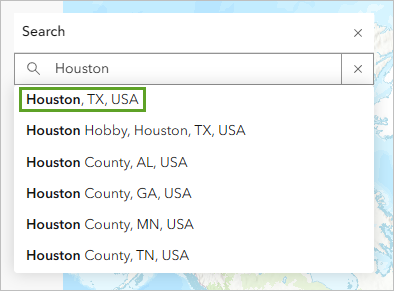 Search
Houston
Houston, TX, USA
Houston Hobby, Houston, TX, USA
Houston County, AL, USA
Houston County, GA, USA
Houston County, MN, USA
Houston County, TN, USA